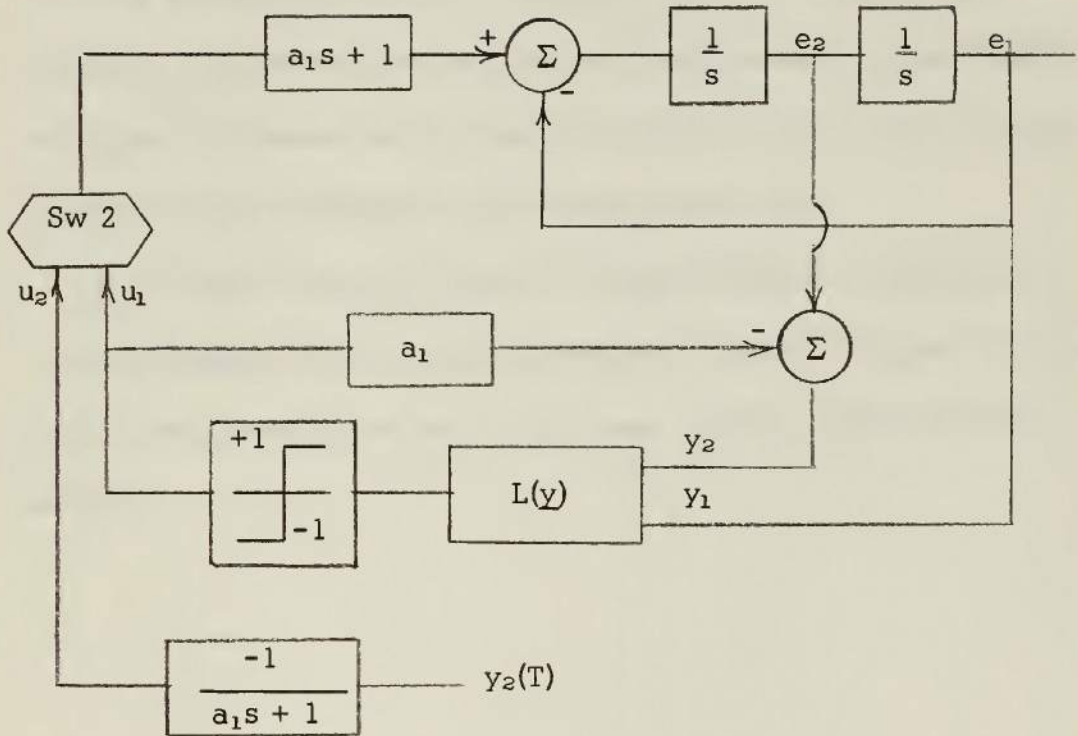 a₁s + 1
+
Σ
-
1
s
e₂
1
s
e₁
Sw 2
u₂
u₁
a₁
-
Σ
+1
-1
L(y)
y₂
y₁
-1
a₁s + 1
y₂(T)